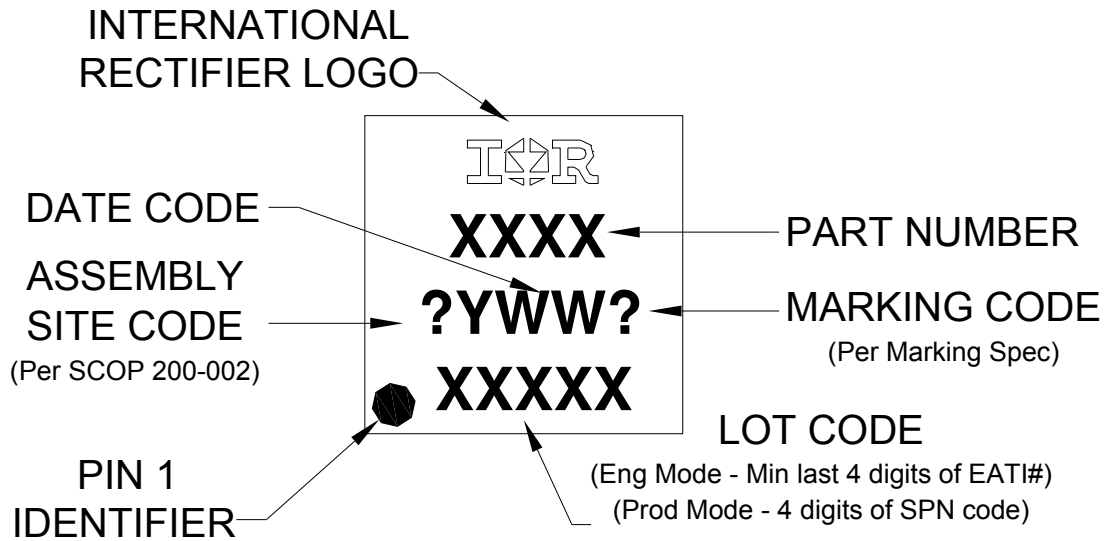 INTERNATIONAL
RECTIFIER LOGO
IR
DATE CODE
XXXX
PART NUMBER
ASSEMBLY
SITE CODE
(Per SCOP 200-002)
?YWW?
MARKING CODE
(Per Marking Spec)
XXXXX
LOT CODE
(Eng Mode - Min last 4 digits of EATI#)
(Prod Mode - 4 digits of SPN code)
PIN 1
IDENTIFIER